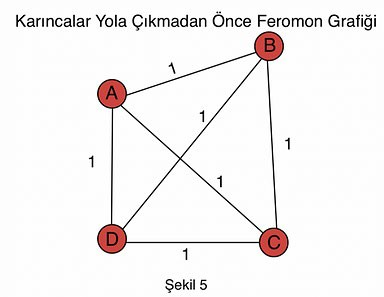 Karıncalar Yola Çıkmadan Önce Feromon Grafiği
B
1
A
1
1
1
1
D
C
1
Şekil 5